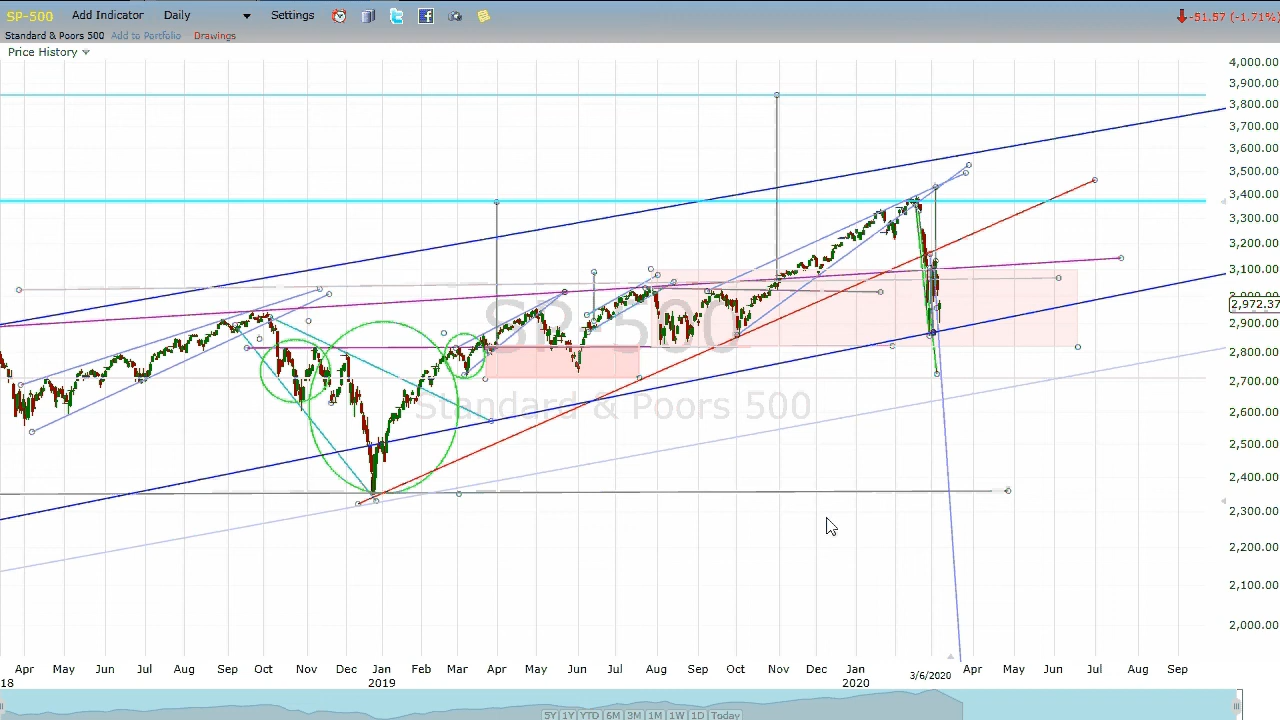 SP-500 Add Indicator Daily Settings -51.57 (-1.71%)
Standard & Poors 500 Add to Portfolio Drawings
Price History
4,000.00
3,900.00
3,800.00
3,700.00
3,600.00
3,500.00
3,400.00
3,300.00
3,200.00
3,100.00
2,972.37
2,900.00
2,800.00
2,700.00
2,600.00
2,500.00
2,400.00
2,300.00
2,200.00
2,100.00
2,000.00
SP-500
Standard & Poors 500
Apr May Jun Jul Aug Sep Oct Nov Dec Jan Feb Mar Apr May Jun Jul Aug Sep Oct Nov Dec Jan 3/6/2020 Apr May Jun Jul Aug Sep
18 2019 2020
5Y|1Y|YTD|6M|3M|1M|1W|1D|Today